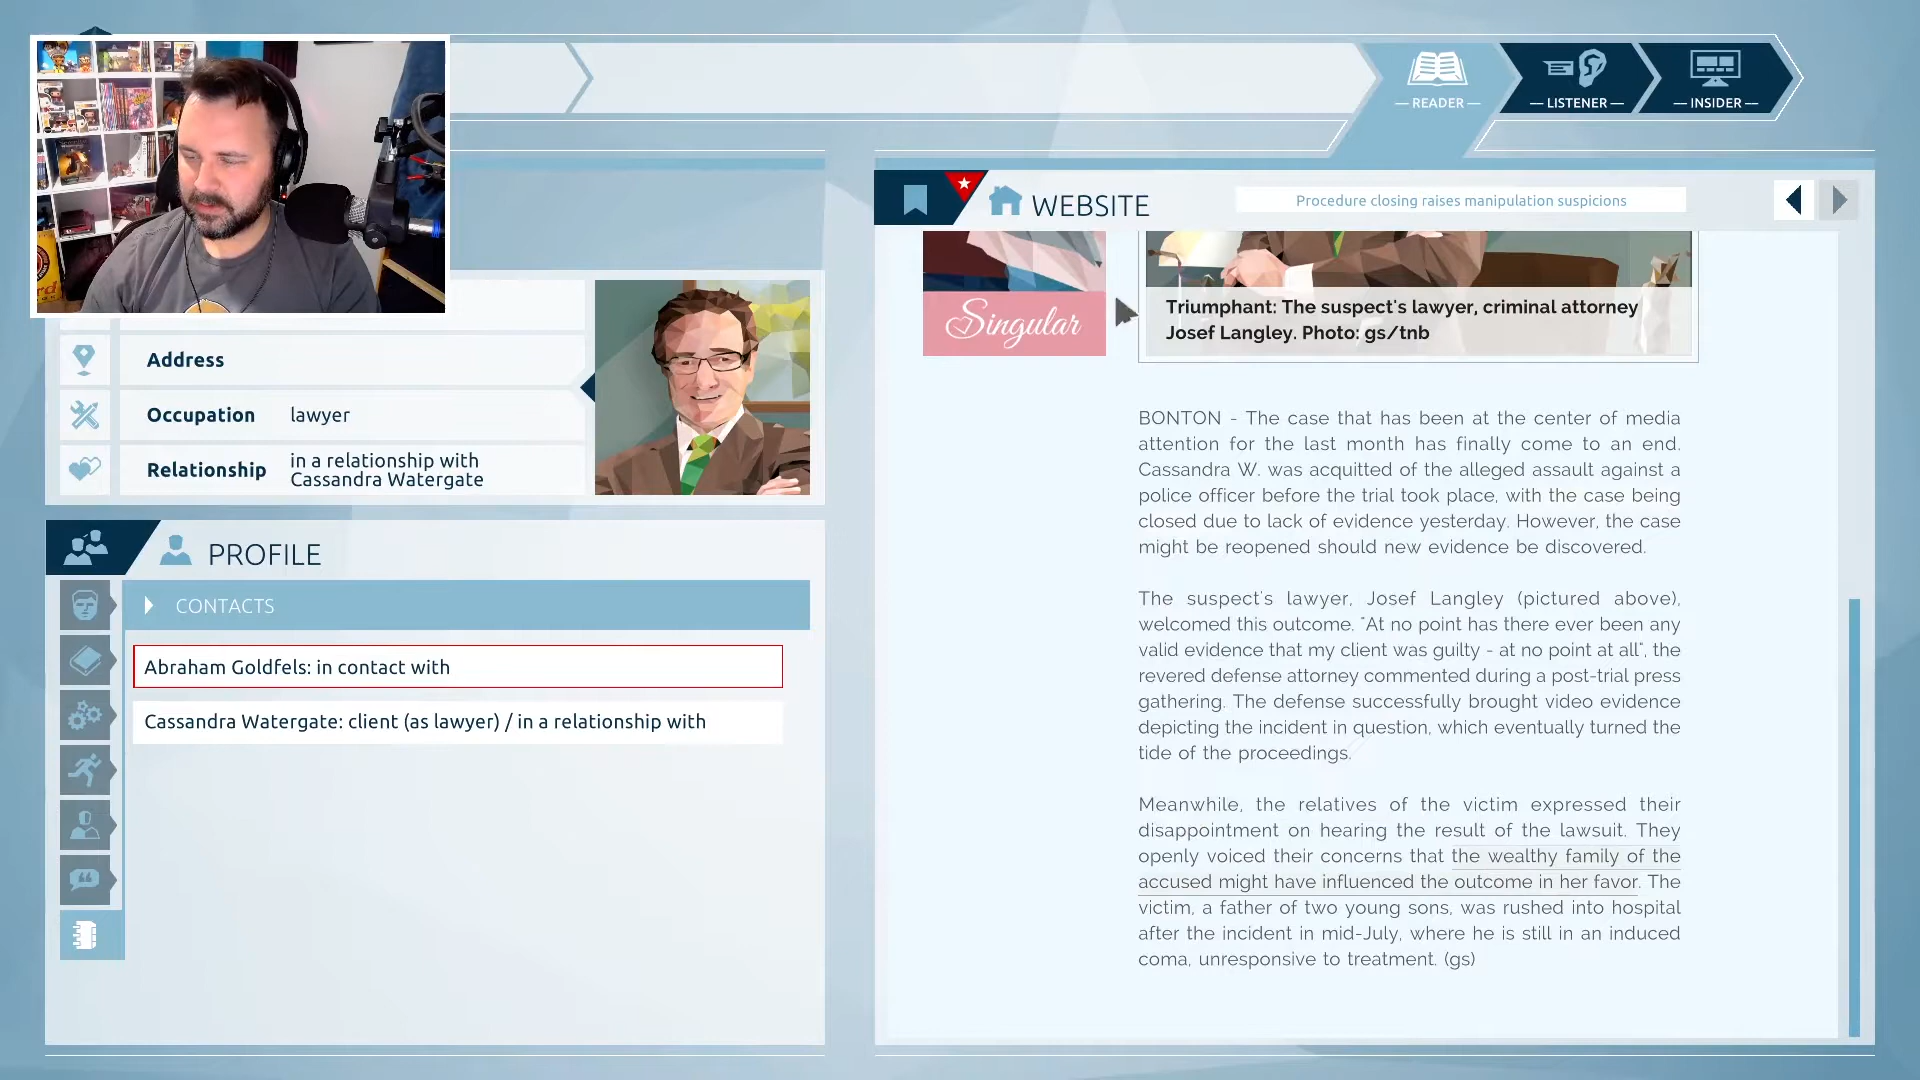 READER
LISTENER
INSIDER
WEBSITE
Procedure closing raises manipulation suspicions
Singular
Triumphant: The suspect's lawyer, criminal attorney
Josef Langley. Photo: gs/tnb
Address
Occupation lawyer
Relationship in a relationship with
Cassandra Watergate
PROFILE
CONTACTS
Abraham Goldfels: in contact with
Cassandra Watergate: client (as lawyer) / in a relationship with
BONTON - The case that has been at the center of media
attention for the last month has finally come to an end.
Cassandra W. was acquitted of the alleged assault against a
police officer before the trial took place, with the case being
closed due to lack of evidence yesterday. However, the case
might be reopened should new evidence be discovered.
The suspect's lawyer, Josef Langley (pictured above),
welcomed this outcome. "At no point has there ever been any
valid evidence that my client was guilty - at no point at all", the
revered defense attorney commented during a post-trial press
gathering. The defense successfully brought video evidence
depicting the incident in question, which eventually turned the
tide of the proceedings.
Meanwhile, the relatives of the victim expressed their
disappointment on hearing the result of the lawsuit. They
openly voiced their concerns that the wealthy family of the
accused might have influenced the outcome in her favor. The
victim, a father of two young sons, was rushed into hospital
after the incident in mid-July, where he is still in an induced
coma, unresponsive to treatment. (gs)